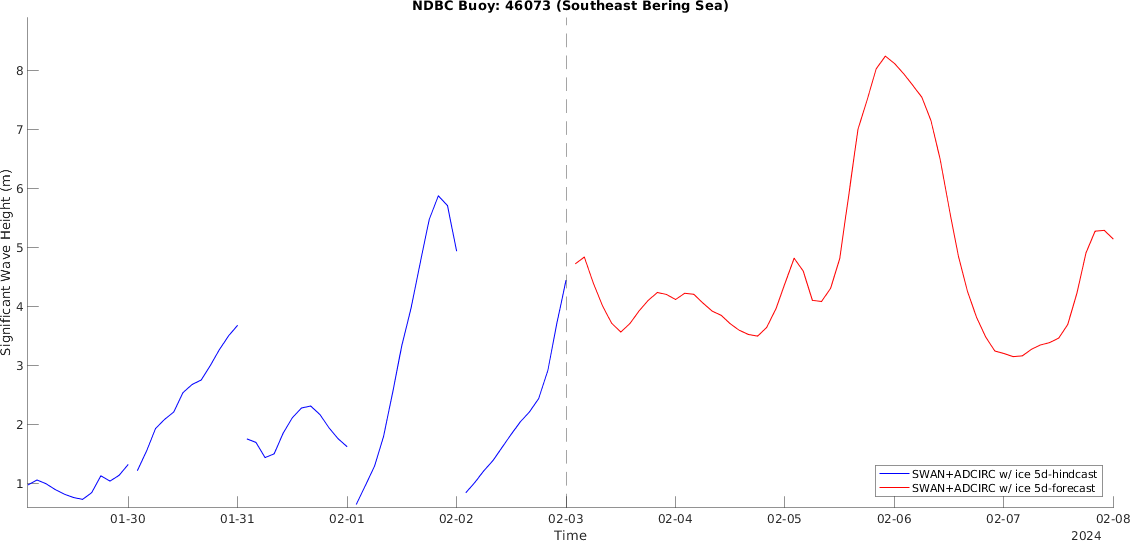 NDBC Buoy: 46073 (Southeast Bering Sea)
Significant Wave Height (m)
8
7
6
5
4
3
2
1
SWAN+ADCIRC w/ ice 5d-hindcast
SWAN+ADCIRC w/ ice 5d-forecast
01-30 01-31 02-01 02-02 02-03 02-04 02-05 02-06 02-07 02-08
Time
2024